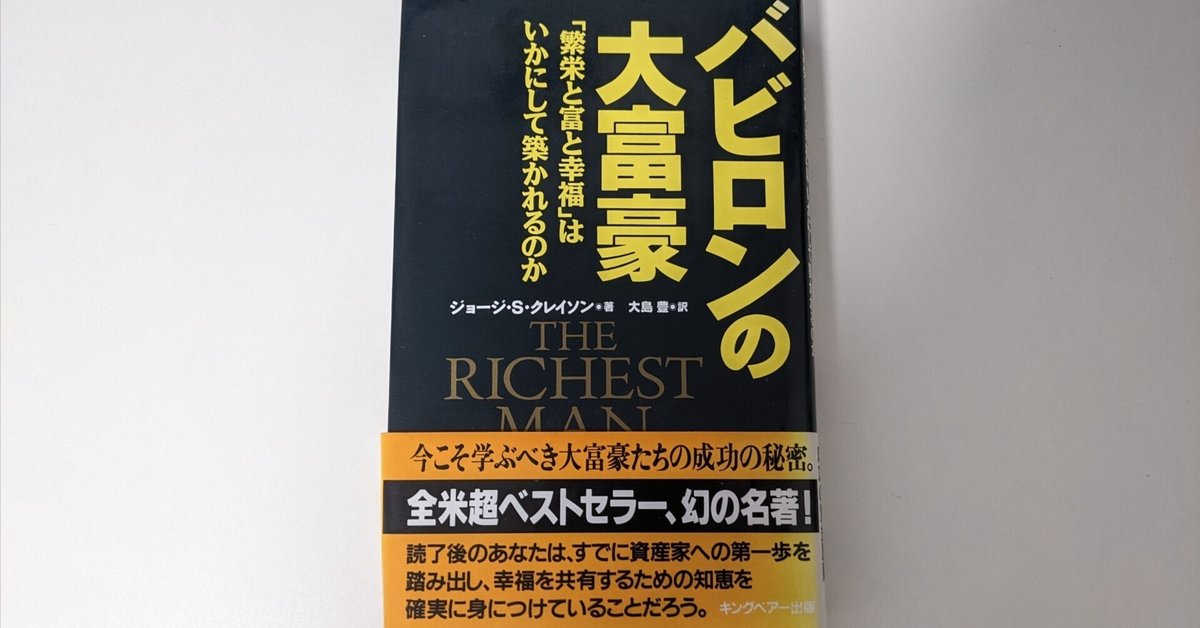 バビロンの
大富豪
「繁栄と富と幸福」は
いかにして築かれるのか
ジョージ・S・クレイソン●著 大島 豊●訳
THE
RICHEST
MAN
今こそ学ぶべき大富豪たちの成功の秘密。
全米超ベストセラー、幻の名著!
読了後のあなたは、すでに資産家への第一歩を
踏み出し、幸福を共有するための知恵を
確実に身につけていることだろう。
キングベアー出版